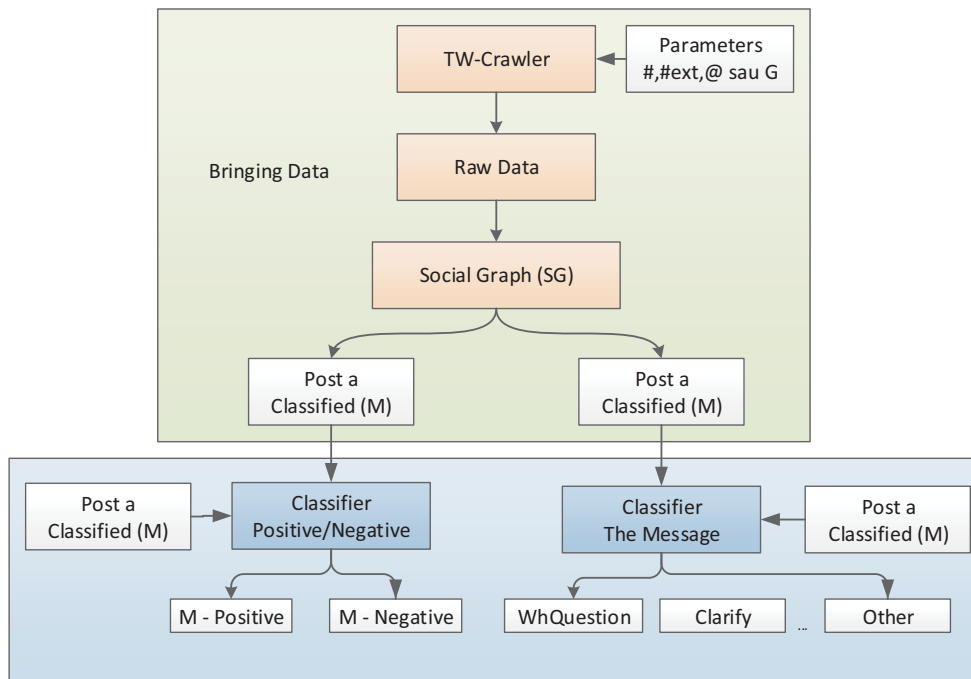 TW-Crawler
Parameters
#,#ext,@ sau G
Bringing Data
Raw Data
Social Graph (SG)
Post a
Classified (M)
Post a
Classified (M)
Post a
Classified (M)
Classifier
Positive/Negative
Classifier
The Message
Post a
Classified (M)
M - Positive
M - Negative
WhQuestion
Clarify
...
Other